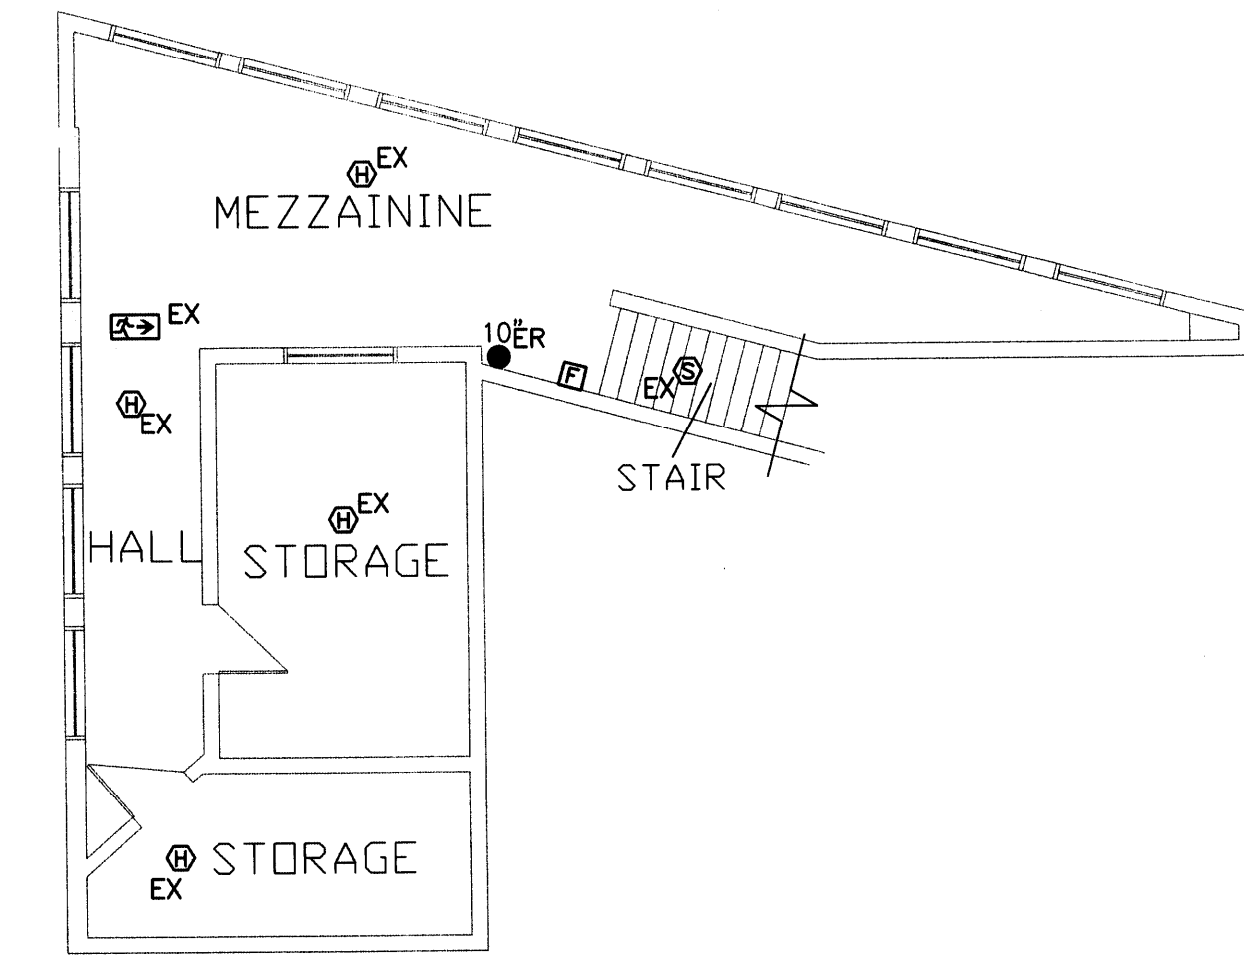 H EX
MEZZAININE
EX
10"ER
F
S
EX
H
EX
STAIR
H EX
HALL
STORAGE
H
STORAGE
EX